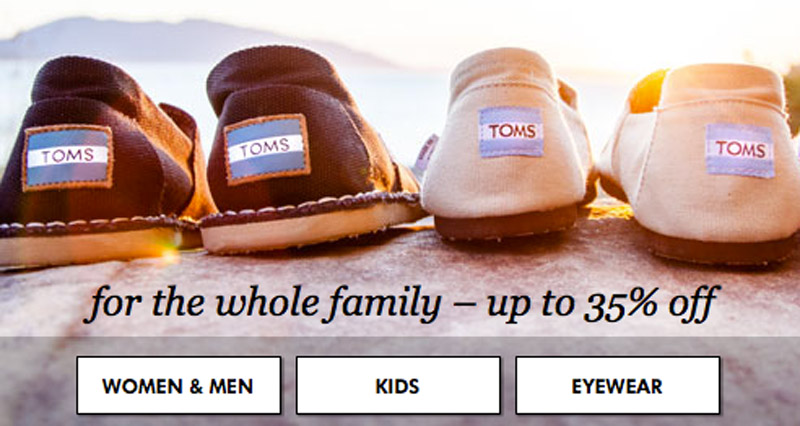 TOMS
TOMS
TOMS
TOMS
for the whole family – up to 35% off
WOMEN & MEN
KIDS
EYEWEAR